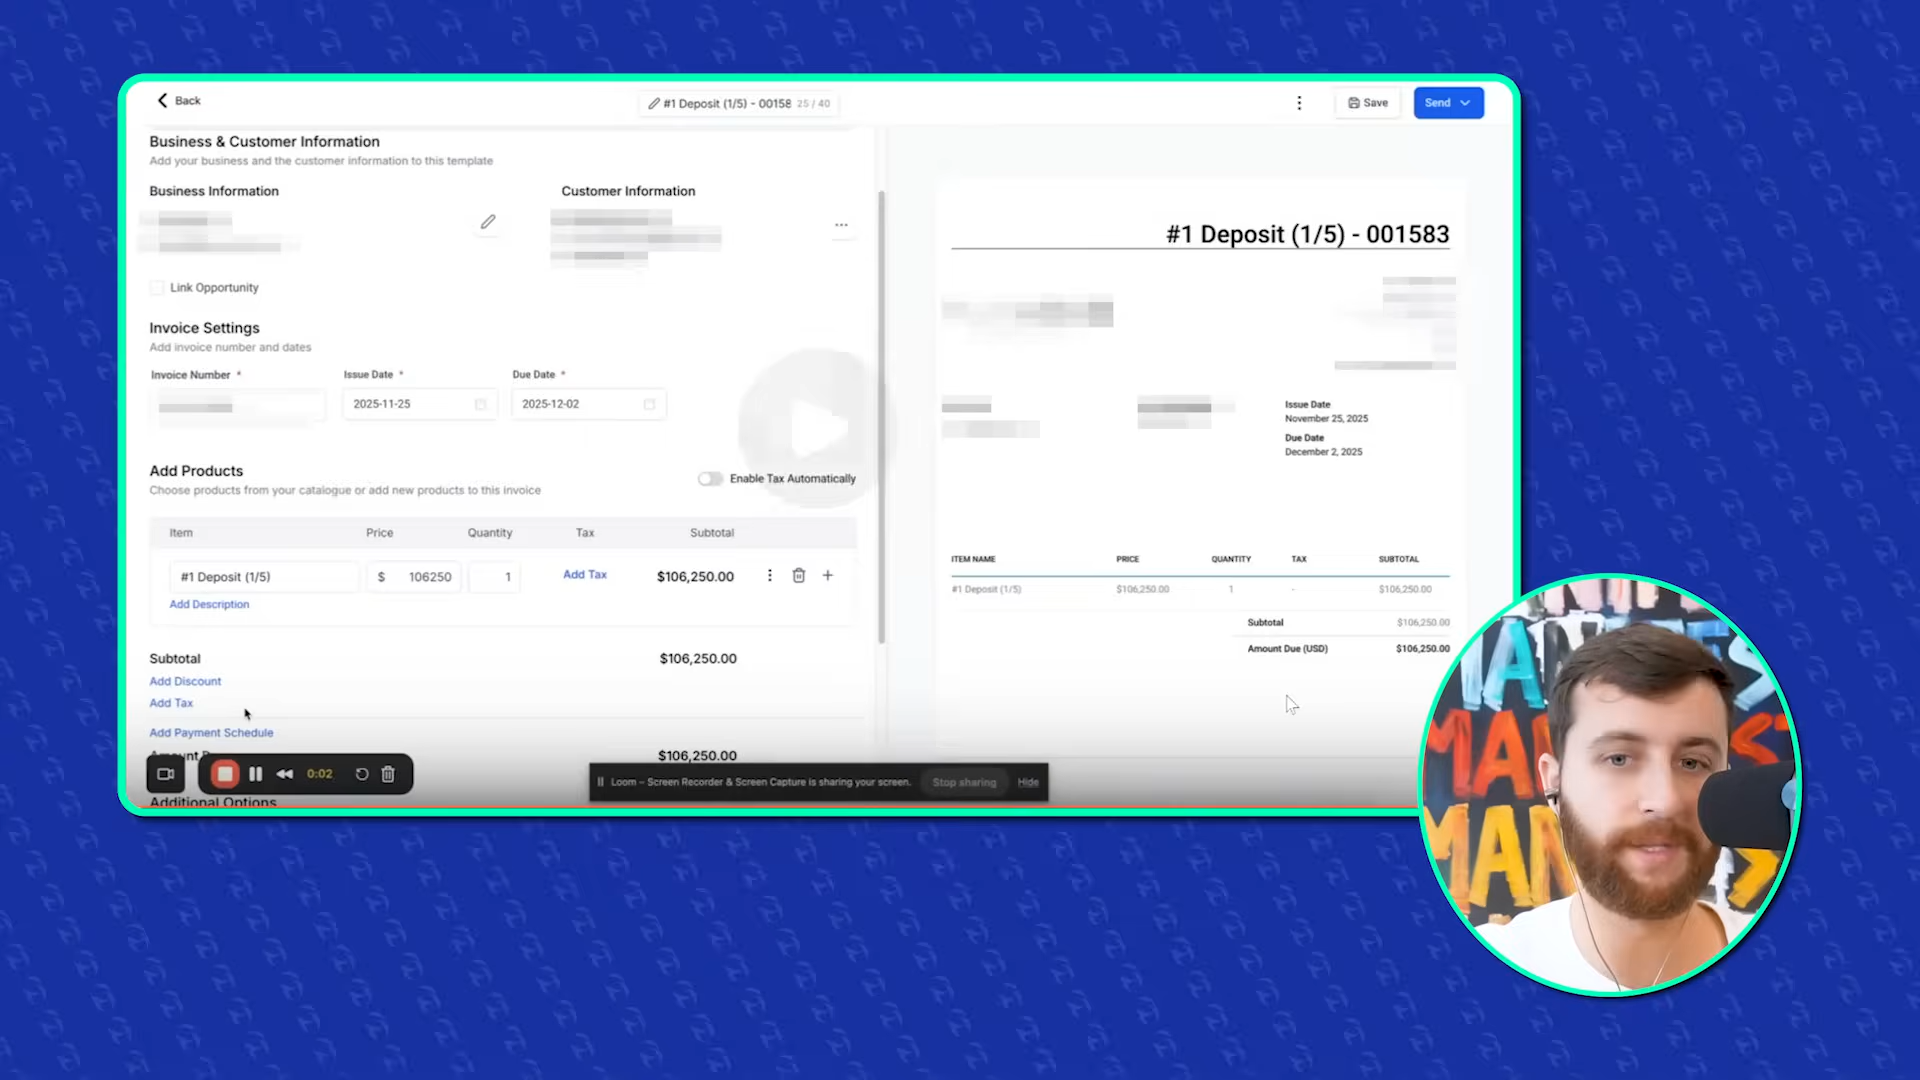 Back
#1 Deposit (1/5) - 00158 25 / 40
Save
Send
Business & Customer Information
Add your business and the customer information to this template
Business Information
Customer Information
Link Opportunity
Invoice Settings
Add invoice number and dates
Invoice Number *
Issue Date *
Due Date *
2025-11-25
2025-12-02
Add Products
Choose products from your catalogue or add new products to this invoice
Enable Tax Automatically
Item Price Quantity Tax Subtotal
#1 Deposit (1/5) $ 106250 1 Add Tax $106,250.00
Add Description
Subtotal $106,250.00
Add Discount
Add Tax
Add Payment Schedule
$106,250.00
0:02
Additional Options
Loom – Screen Recorder & Screen Capture is sharing your screen. Stop sharing Hide
#1 Deposit (1/5) - 001583
Issue Date
November 25, 2025
Due Date
December 2, 2025
ITEM NAME PRICE QUANTITY TAX SUBTOTAL
#1 Deposit (1/5) $106,250.00 1 - $106,250.00
Subtotal $106,250.00
Amount Due (USD) $106,250.00